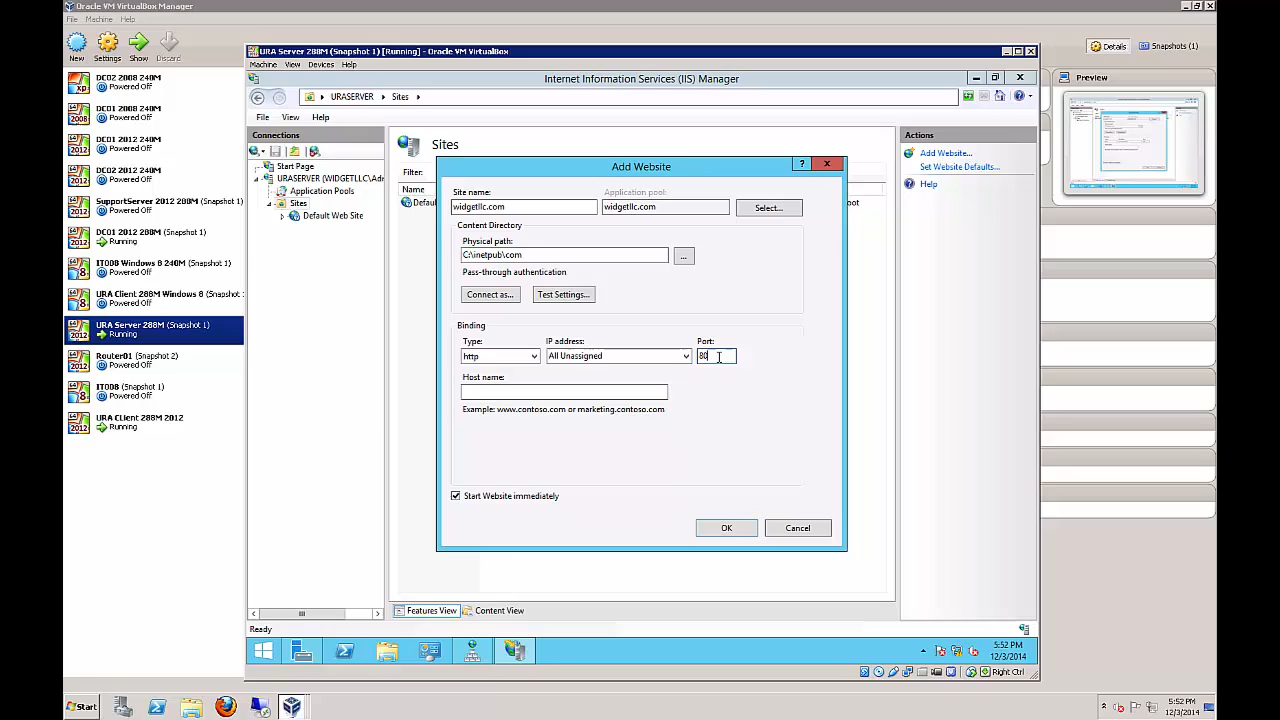 Oracle VM VirtualBox Manager
File Machine Help
New Settings Show Discard
Details Snapshots (1)
DC02 2008 240M
Powered Off
DC01 2008 240M
Powered Off
DC01 2012 240M
Powered Off
DC02 2012 240M
Powered Off
SupportServer 2012 288M (Snapshot 1)
Powered Off
DC01 2012 288M (Snapshot 1)
Running
IT008 Windows 8 240M (Snapshot 1)
Powered Off
URA Client 288M Windows 8 (Snapshot
Powered Off
URA Server 288M (Snapshot 1)
Running
Router01 (Snapshot 2)
Powered Off
IT008 (Snapshot 1)
Powered Off
URA CLient 288M 2012
Running
Preview
URA Server 288M (Snapshot 1) [Running] - Oracle VM VirtualBox
Machine View Devices Help
Internet Information Services (IIS) Manager
URASERVER Sites
File View Help
Connections
Start Page
URASERVER (WIDGETLLC\Adr
Application Pools
Sites
Default Web Site
Sites
Filter:
Name
Defau
oot
Actions
Add Website...
Set Website Defaults...
Help
Add Website
Site name: Application pool:
widgetllc.com widgetllc.com Select...
Content Directory
Physical path:
C:\inetpub\com ...
Pass-through authentication
Connect as... Test Settings...
Binding
Type: IP address: Port:
http All Unassigned 80
Host name:
Example: www.contoso.com or marketing.contoso.com
Start Website immediately
OK Cancel
Features View Content View
Ready
5:52 PM
12/3/2014
Right Ctrl
Start
5:52 PM
12/3/2014